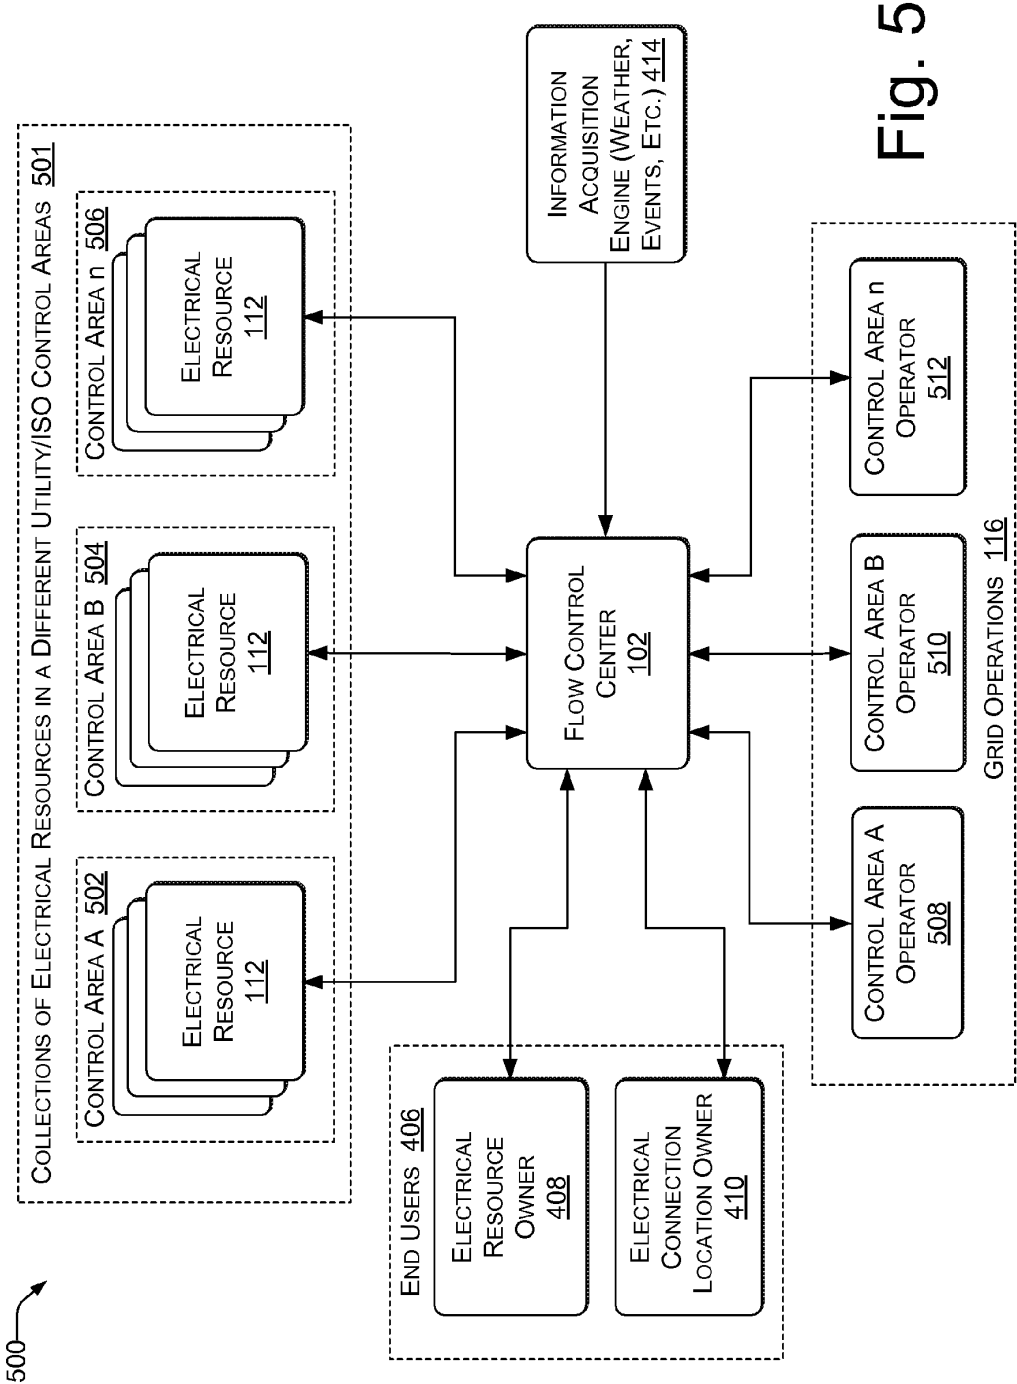 500
COLLECTIONS OF ELECTRICAL RESOURCES IN A DIFFERENT UTILITY/ISO CONTROL AREAS 501
CONTROL AREA A 502
ELECTRICAL
RESOURCE
112
CONTROL AREA B 504
ELECTRICAL
RESOURCE
112
CONTROL AREA n 506
ELECTRICAL
RESOURCE
112
END USERS 406
ELECTRICAL
RESOURCE
OWNER
408
ELECTRICAL
CONNECTION
LOCATION OWNER
410
FLOW CONTROL
CENTER
102
INFORMATION
ACQUISITION
ENGINE (WEATHER,
EVENTS, ETC.) 414
CONTROL AREA A
OPERATOR
508
CONTROL AREA B
OPERATOR
510
CONTROL AREA n
OPERATOR
512
GRID OPERATIONS 116
Fig. 5